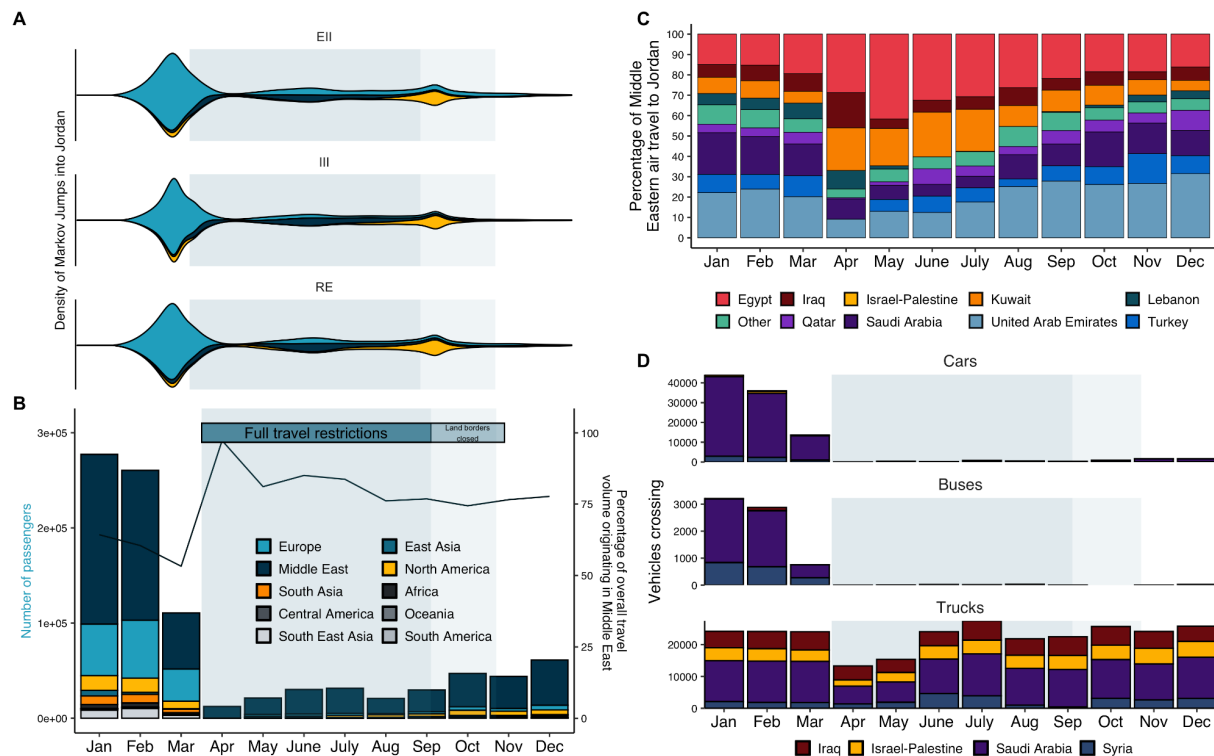 A
Density of Markov Jumps into Jordan
EII
III
RE
B
Number of passengers
3e+05
2e+05
1e+05
0e+00
Full travel restrictions
Land borders
closed
Europe
East Asia
Middle East
North America
South Asia
Africa
Central America
Oceania
South East Asia
South America
100
75
50
25
0
Percentage of overall travel
volume originating in Middle East
Jan Feb Mar Apr May June July Aug Sep Oct Nov Dec
C
Percentage of Middle
Eastern air travel to Jordan
100
90
80
70
60
50
40
30
20
10
0
Jan Feb Mar Apr May June July Aug Sep Oct Nov Dec
Egypt Iraq Israel-Palestine Kuwait Lebanon
Other Qatar Saudi Arabia United Arab Emirates Turkey
D
Vehicles crossing
Cars
40000
30000
20000
10000
0
Buses
3000
2000
1000
0
Trucks
20000
10000
0
Jan Feb Mar Apr May June July Aug Sep Oct Nov Dec
Iraq Israel-Palestine Saudi Arabia Syria